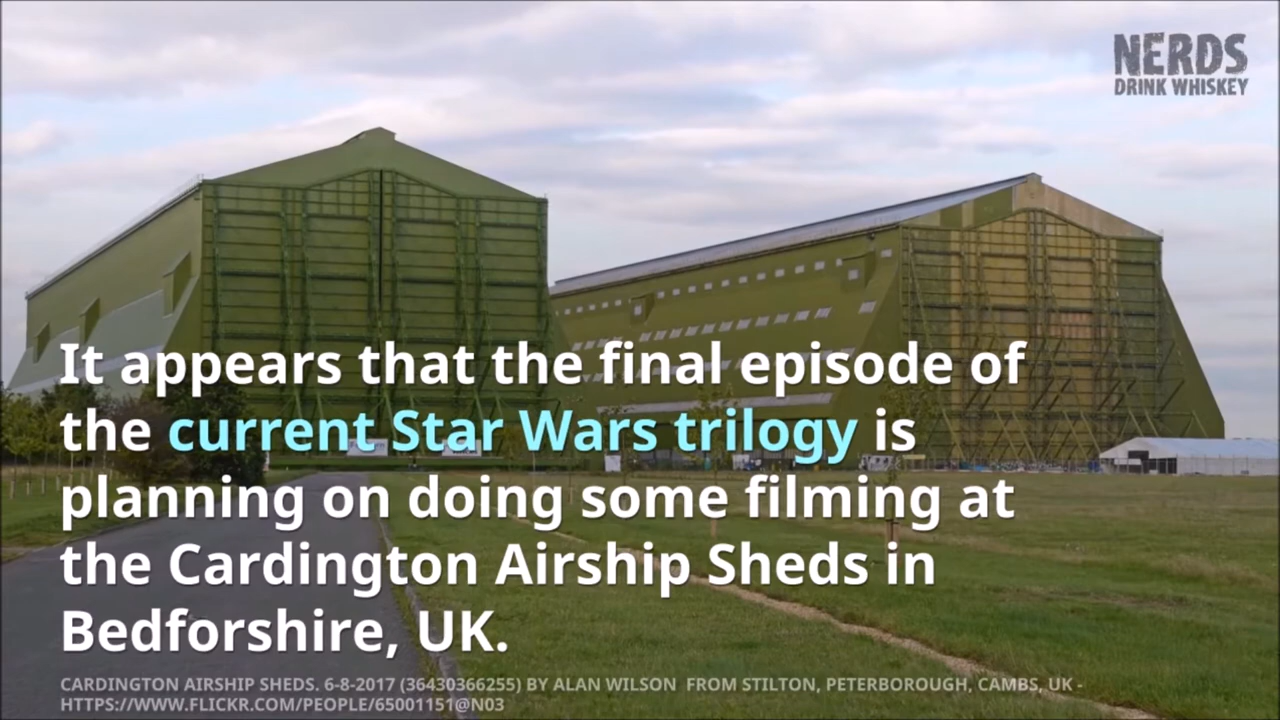 NERDS
DRINK WHISKEY
It appears that the final episode of
the current Star Wars trilogy is
planning on doing some filming at
the Cardington Airship Sheds in
Bedforshire, UK.
CARDINGTON AIRSHIP SHEDS. 6-8-2017 (36430366255) BY ALAN WILSON FROM STILTON, PETERBOROUGH, CAMBS, UK -
HTTPS://WWW.FLICKR.COM/PEOPLE/65001151@N03